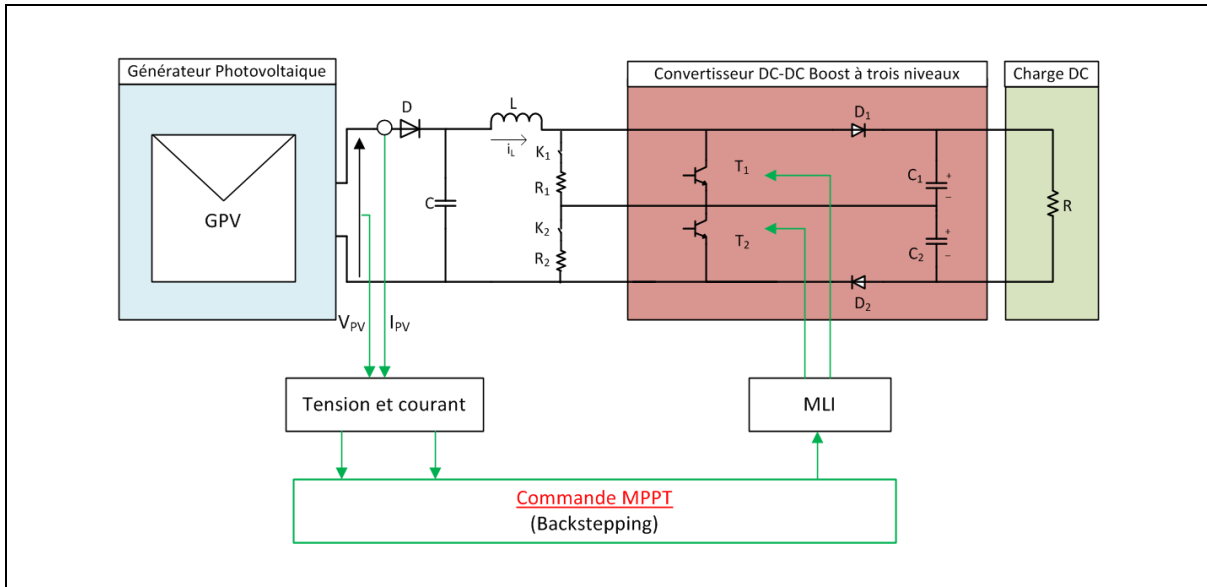 Générateur Photovoltaique
Convertisseur DC-DC Boost à trois niveaux
Charge DC
GPV
D
L
iL
C
K1
R1
K2
R2
T1
T2
D1
D2
C1
+
–
C2
+
–
R
VPV
IPV
Tension et courant
MLI
Commande MPPT
(Backstepping)